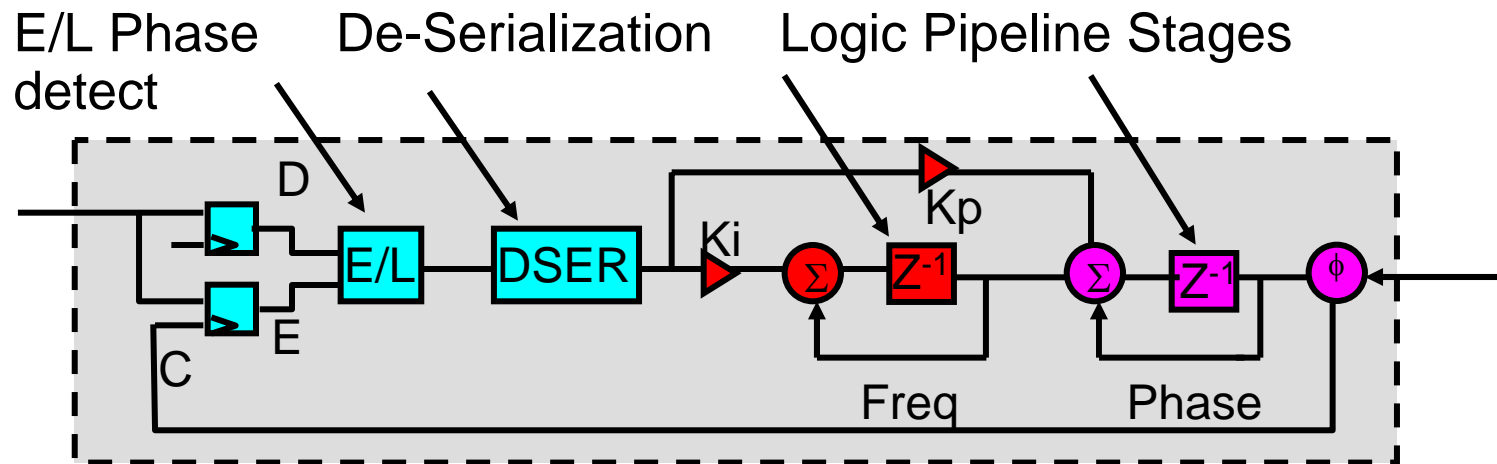 E/L Phase detect
De-Serialization
Logic Pipeline Stages
D
Kp
Ki
E/L
DSER
Σ
Z-1
Σ
Z-1
ϕ
E
C
Freq
Phase